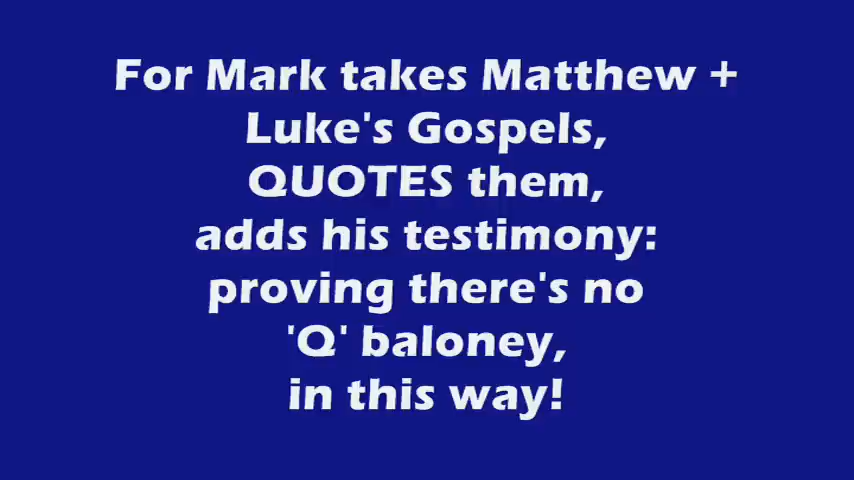 For Mark takes Matthew +
Luke's Gospels,
QUOTES them,
adds his testimony:
proving there's no
'Q' baloney,
in this way!